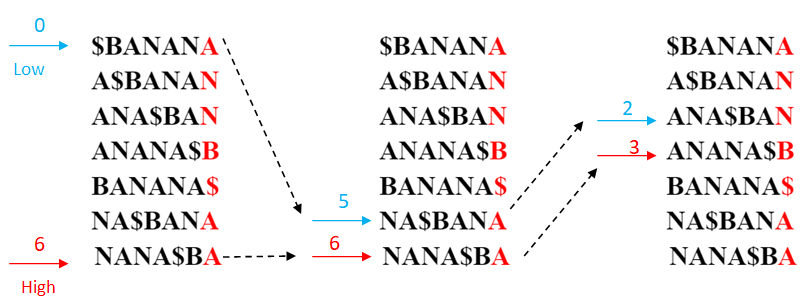 0
Low
$BANANA
A$BANAN
ANA$BAN
ANANA$B
BANANA$
NA$BANA
NANA$BA
6
High
$BANANA
A$BANAN
ANA$BAN
ANANA$B
BANANA$
5
NA$BANA
6
NANA$BA
$BANANA
A$BANAN
2
ANA$BAN
3
ANANA$B
BANANA$
NA$BANA
NANA$BA